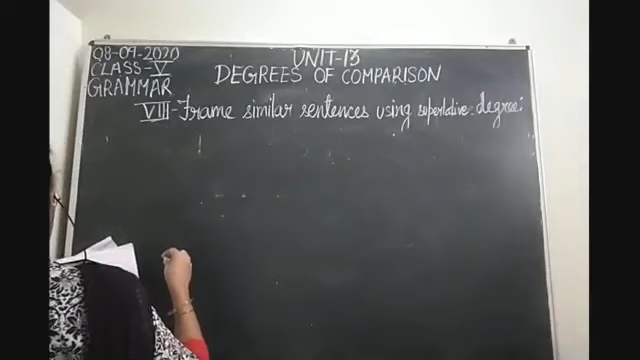 08-09-2020
UNIT-13
CLASS-V
DEGREES OF COMPARISON
GRAMMAR
VIII-Frame similar sentences using superlative degree: